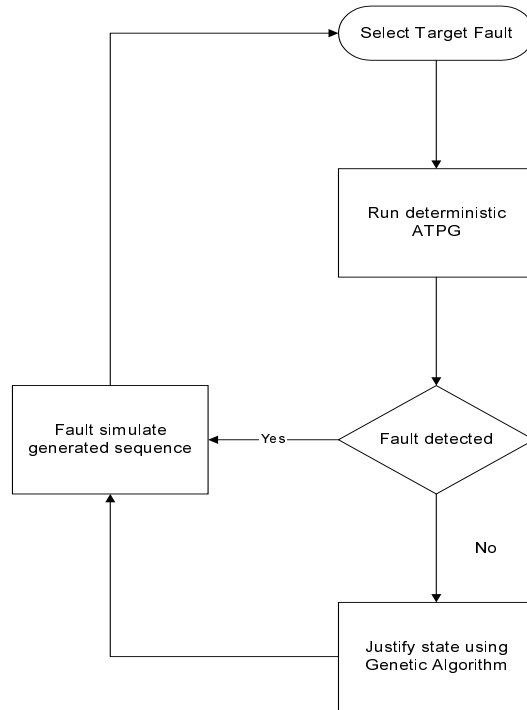 Select Target Fault
Run deterministic
ATPG
Fault simulate
generated sequence
Yes
Fault detected
No
Justify state using
Genetic Algorithm